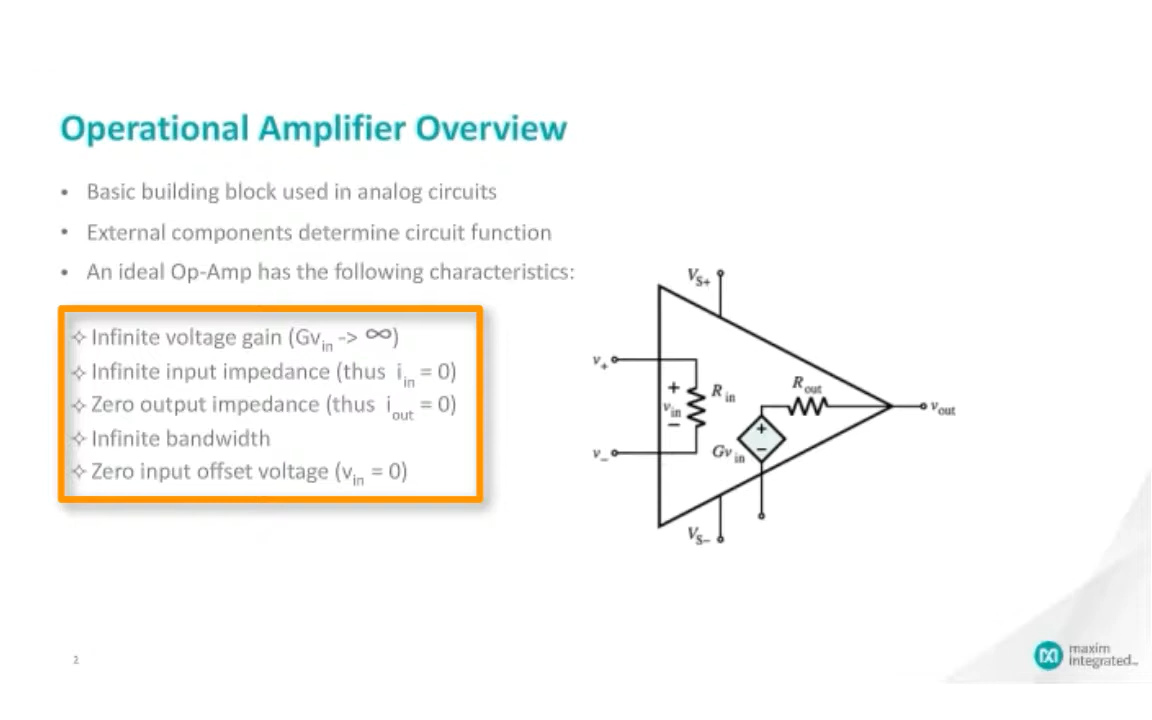 Operational Amplifier Overview
• Basic building block used in analog circuits
• External components determine circuit function
• An ideal Op-Amp has the following characteristics:
✧ Infinite voltage gain (Gv_in -> ∞)
✧ Infinite input impedance (thus i_in = 0)
✧ Zero output impedance (thus i_out = 0)
✧ Infinite bandwidth
✧ Zero input offset voltage (v_in = 0)
V_S+
v_+
+
v_in
−
R_in
R_out
v_out
+
−
Gv_in
v_−
V_S−
2
maxim
integrated™